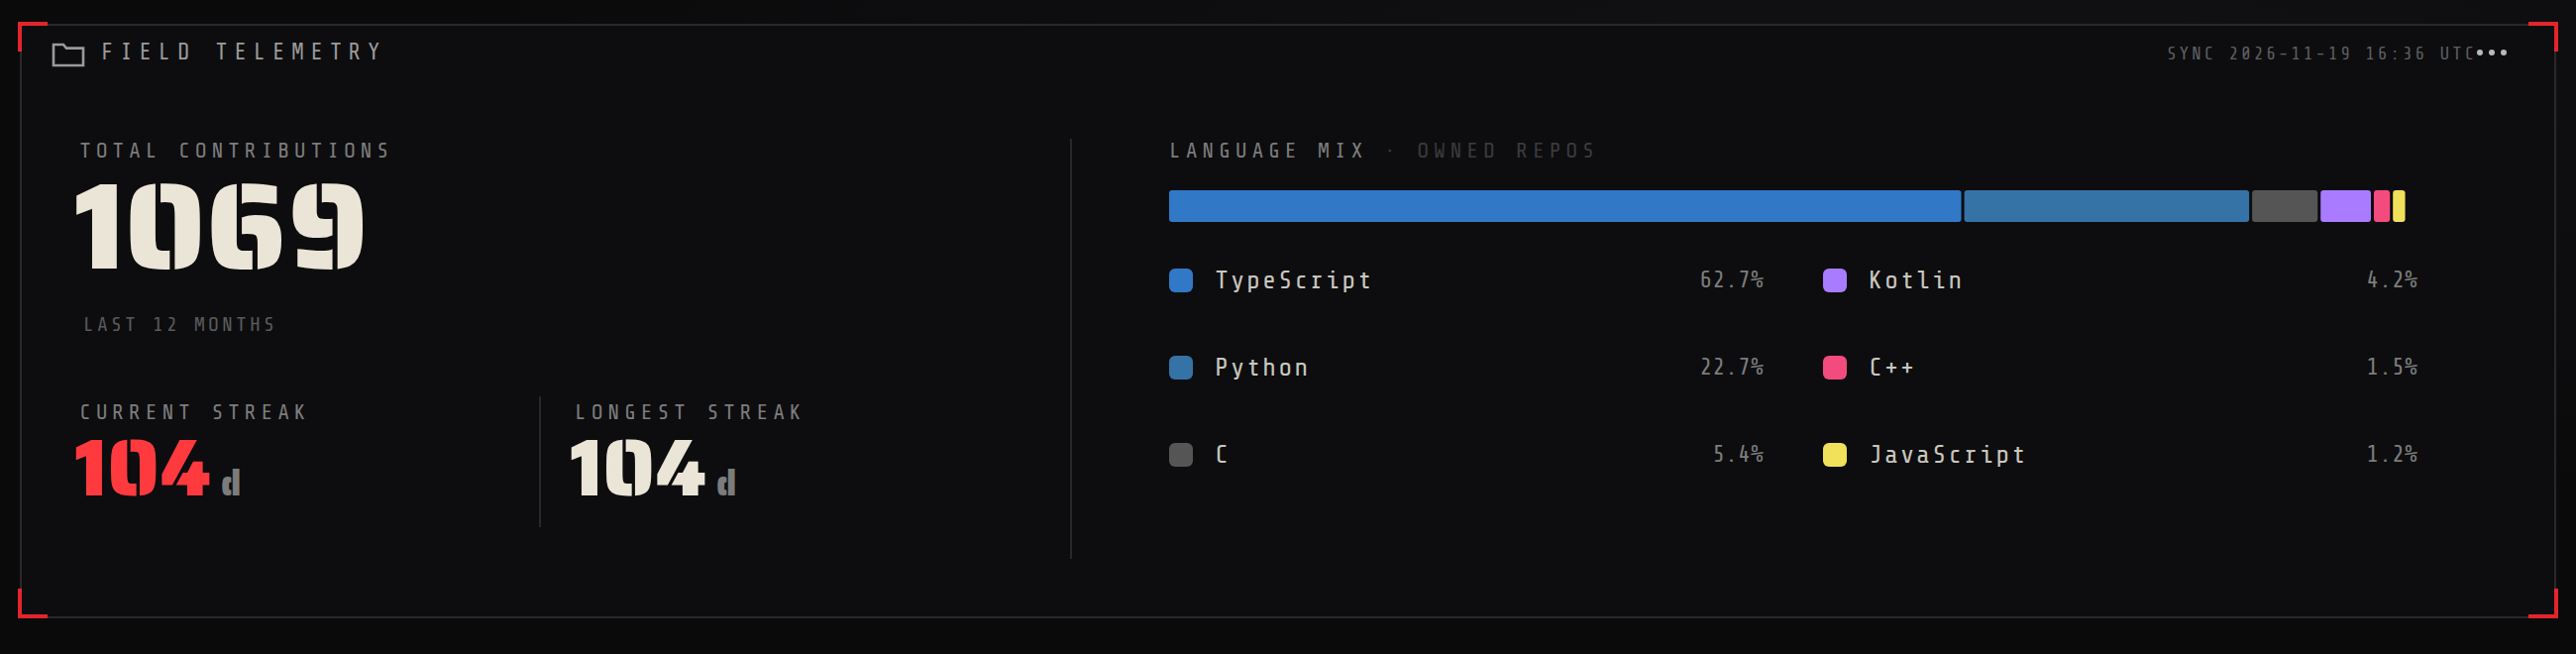 FIELD TELEMETRY
SYNC 2026-11-19 16:36 UTC
TOTAL CONTRIBUTIONS
1069
LAST 12 MONTHS
CURRENT STREAK
104 d
LONGEST STREAK
104 d
LANGUAGE MIX · OWNED REPOS
TypeScript 62.7%
Kotlin 4.2%
Python 22.7%
C++ 1.5%
C 5.4%
JavaScript 1.2%